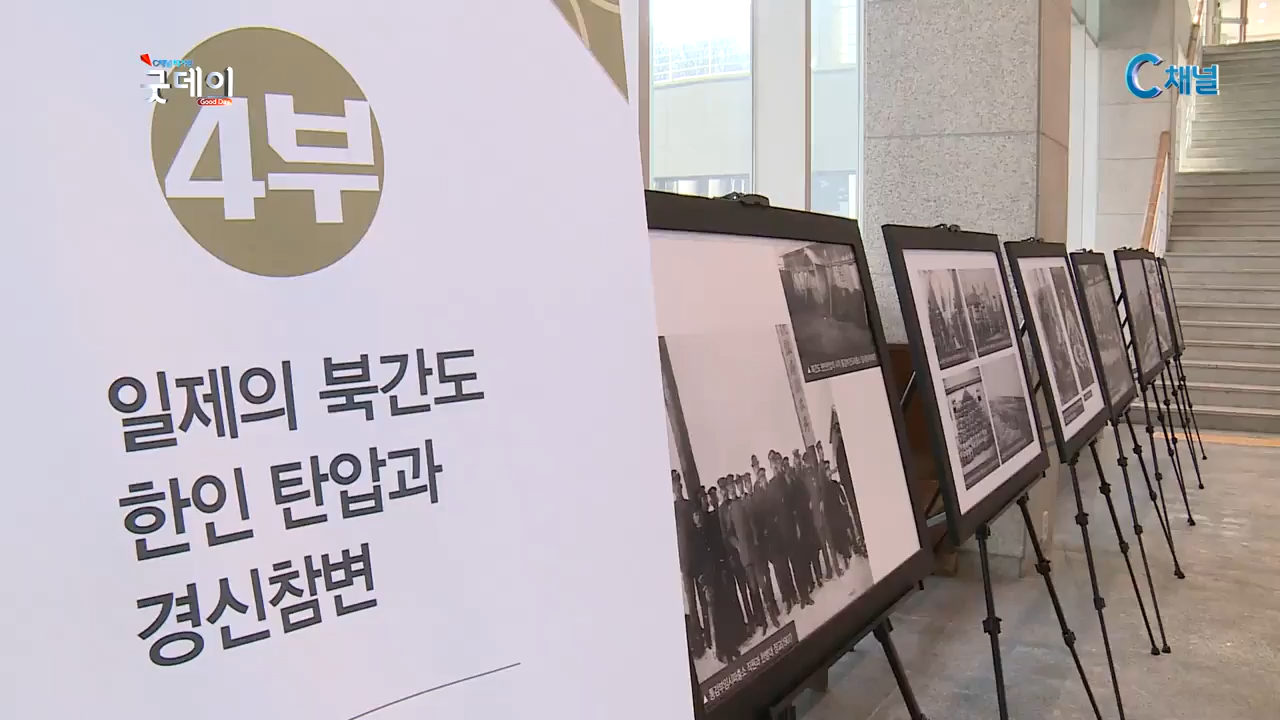 굿데이
Good Day
C채널
4부
일제의 북간도
한인 탄압과
경신참변